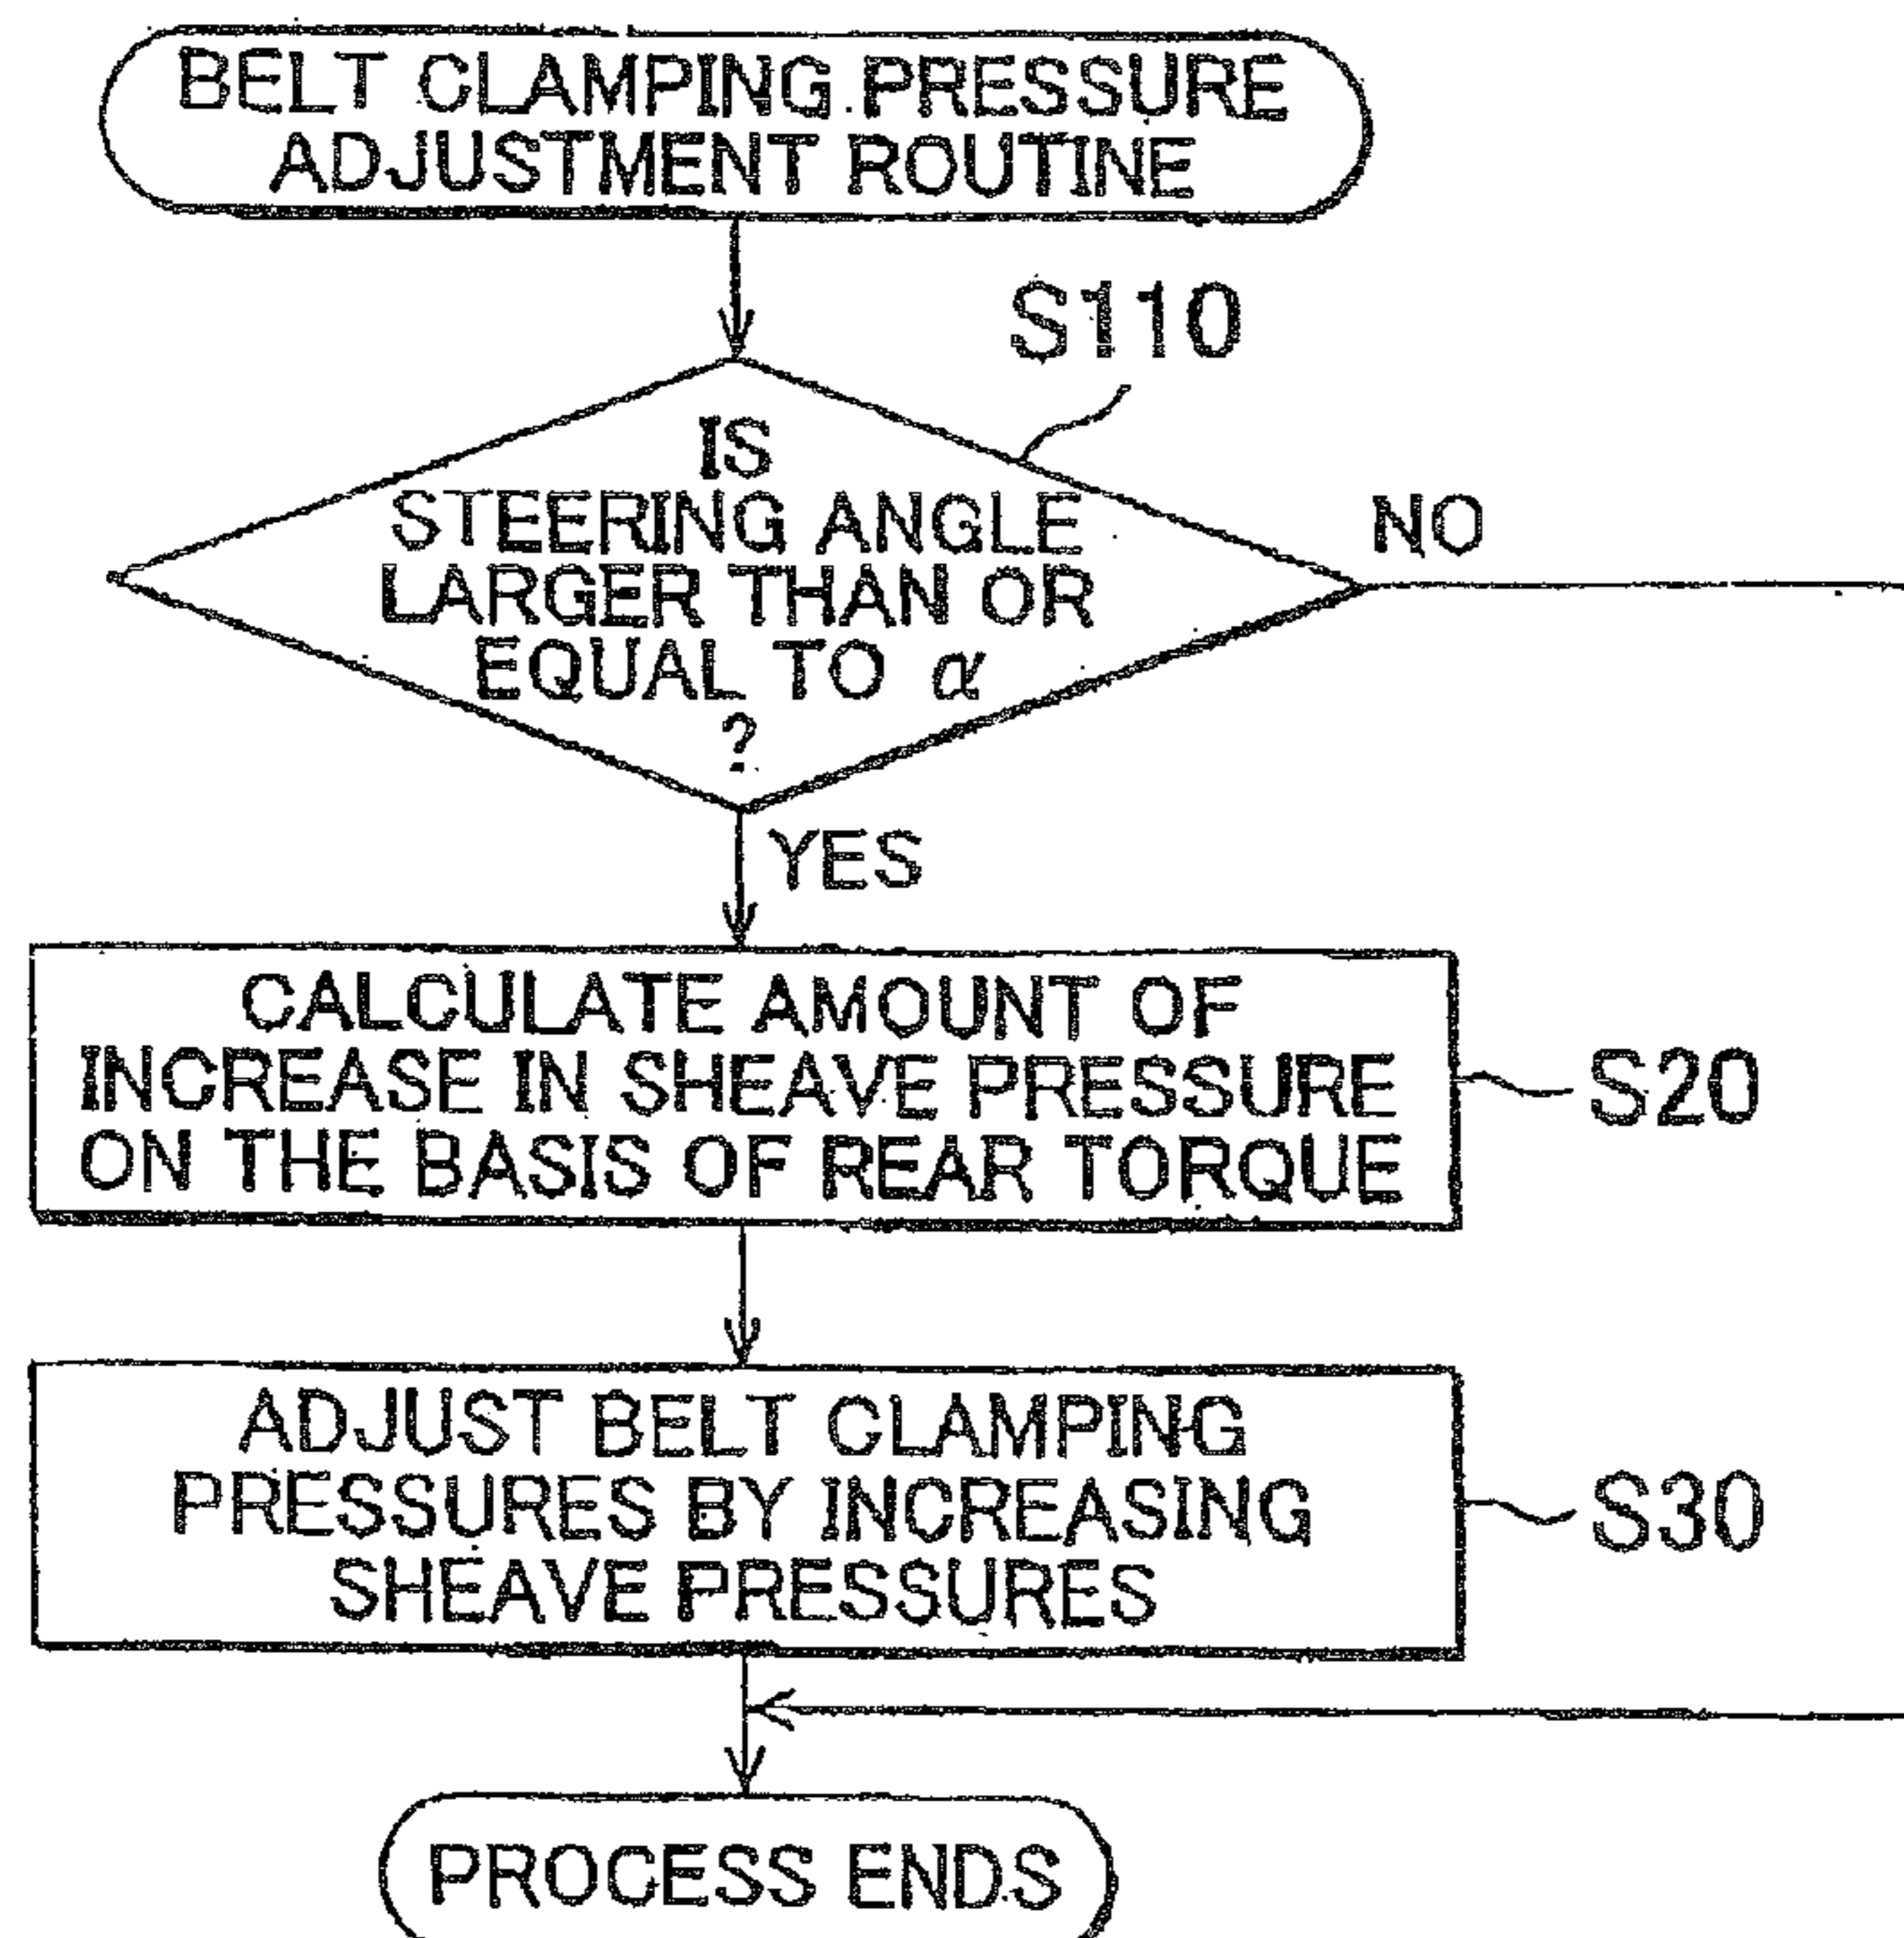 BELT CLAMPING PRESSURE
ADJUSTMENT ROUTINE
S110
IS
STEERING ANGLE
LARGER THAN OR
EQUAL TO α
?
NO
YES
CALCULATE AMOUNT OF
INCREASE IN SHEAVE PRESSURE
ON THE BASIS OF REAR TORQUE
S20
ADJUST BELT CLAMPING
PRESSURES BY INCREASING
SHEAVE PRESSURES
S30
PROCESS ENDS